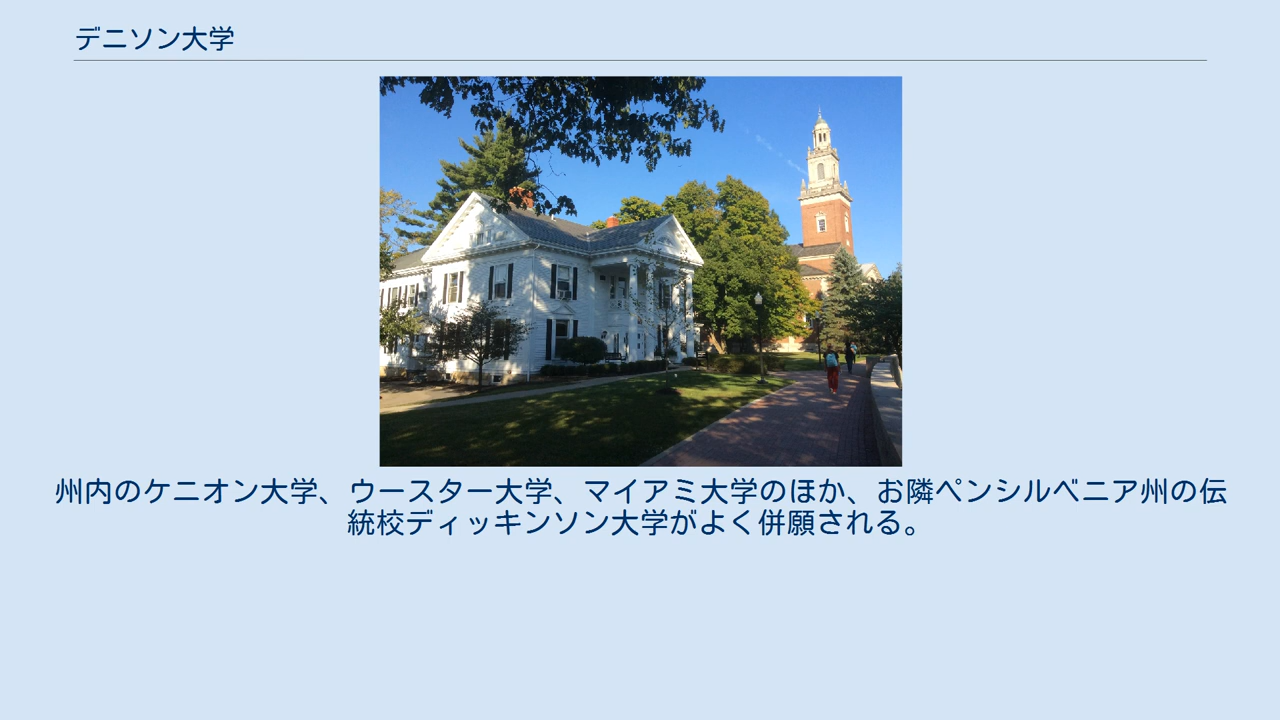 デニソン大学
州内のケニオン大学、ウースター大学、マイアミ大学のほか、お隣ペンシルベニア州の伝
統校ディッキンソン大学がよく併願される。